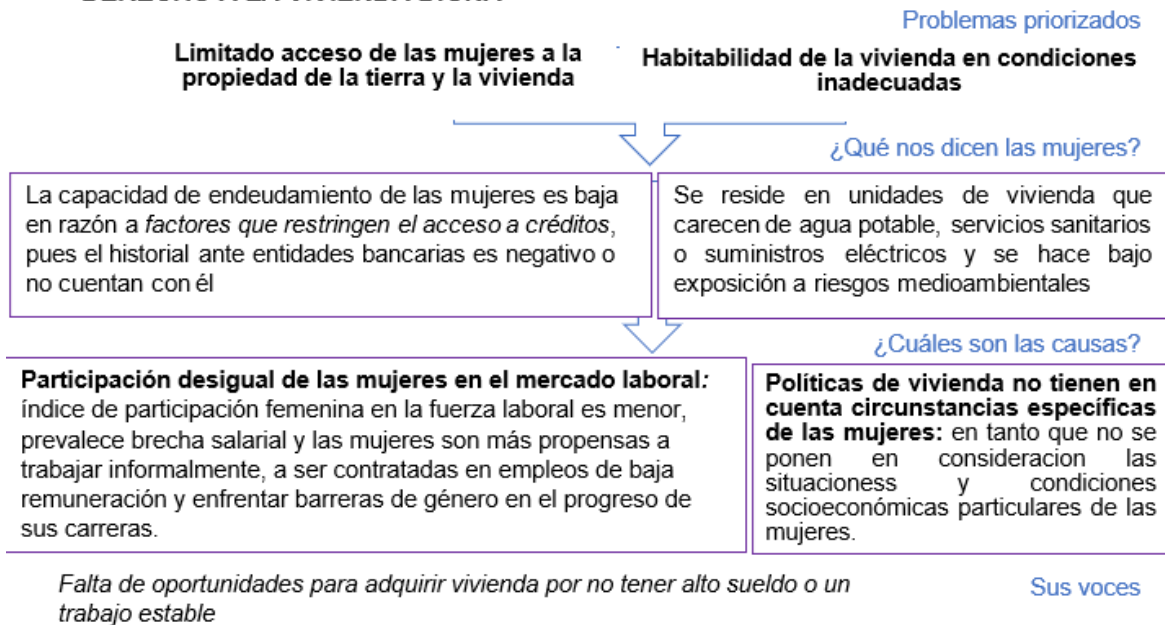 Problemas priorizados
Limitado acceso de las mujeres a la
propiedad de la tierra y la vivienda
Habitabilidad de la vivienda en condiciones
inadecuadas
¿Qué nos dicen las mujeres?
La capacidad de endeudamiento de las mujeres es baja
en razón a factores que restringen el acceso a créditos,
pues el historial ante entidades bancarias es negativo o
no cuentan con él
Se reside en unidades de vivienda que
carecen de agua potable, servicios sanitarios
o suministros eléctricos y se hace bajo
exposición a riesgos medioambientales
¿Cuáles son las causas?
Participación desigual de las mujeres en el mercado laboral:
índice de participación femenina en la fuerza laboral es menor,
prevalece brecha salarial y las mujeres son más propensas a
trabajar informalmente, a ser contratadas en empleos de baja
remuneración y enfrentar barreras de género en el progreso de
sus carreras.
Políticas de vivienda no tienen en
cuenta circunstancias específicas
de las mujeres: en tanto que no se
ponen en consideracion las
situacioness y condiciones
socioeconómicas particulares de las
mujeres.
Falta de oportunidades para adquirir vivienda por no tener alto sueldo o un
trabajo estable
Sus voces